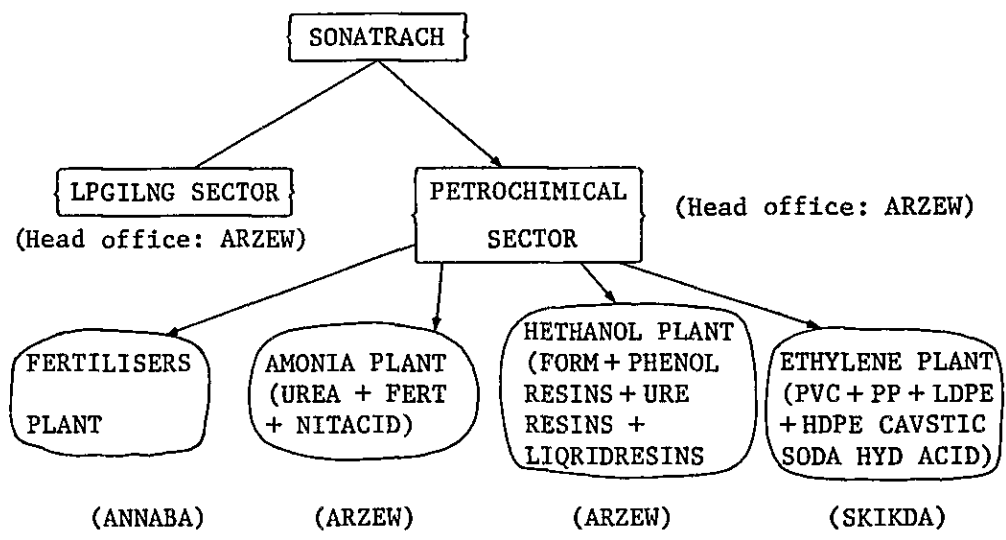 SONATRACH
LPGILNG SECTOR
(Head office: ARZEW)
PETROCHIMICAL
SECTOR
(Head office: ARZEW)
FERTILISERS
PLANT
(ANNABA)
AMONIA PLANT
(UREA + FERT
+ NITACID)
(ARZEW)
HETHANOL PLANT
(FORM + PHENOL
RESINS + URE
RESINS +
LIQRIDRESINS
(ARZEW)
ETHYLENE PLANT
(PVC + PP + LDPE
+ HDPE CAVSTIC
SODA HYD ACID)
(SKIKDA)